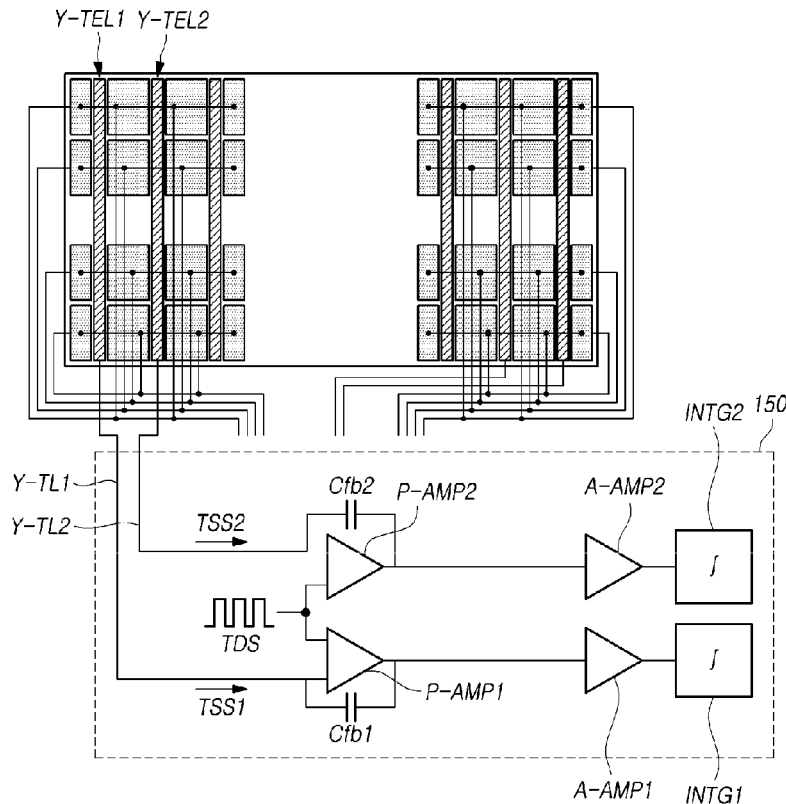 Y-TEL1 Y-TEL2
INTG2
150
Y-TL1
Cfb2
P-AMP2
A-AMP2
Y-TL2
TSS2
∫
TDS
∫
TSS1
Cfb1
P-AMP1
A-AMP1
INTG1